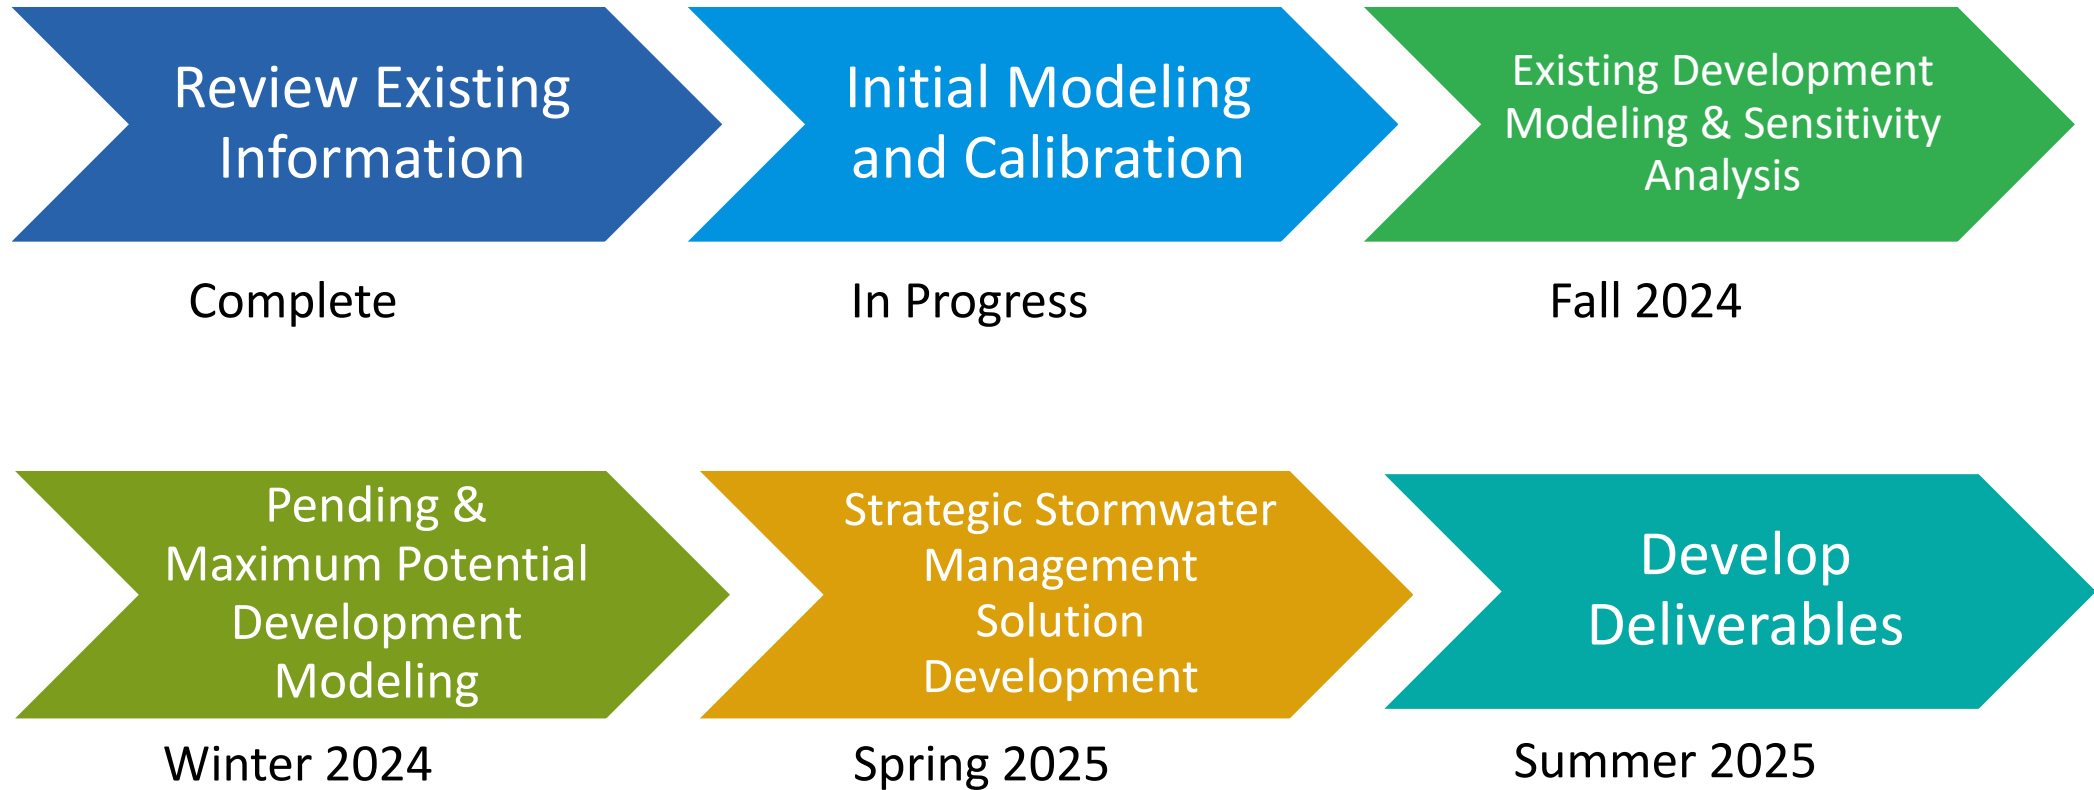 Review Existing
Information
Initial Modeling
and Calibration
Existing Development
Modeling & Sensitivity
Analysis
Complete
In Progress
Fall 2024
Pending &
Maximum Potential
Development
Modeling
Strategic Stormwater
Management
Solution
Development
Develop
Deliverables
Winter 2024
Spring 2025
Summer 2025